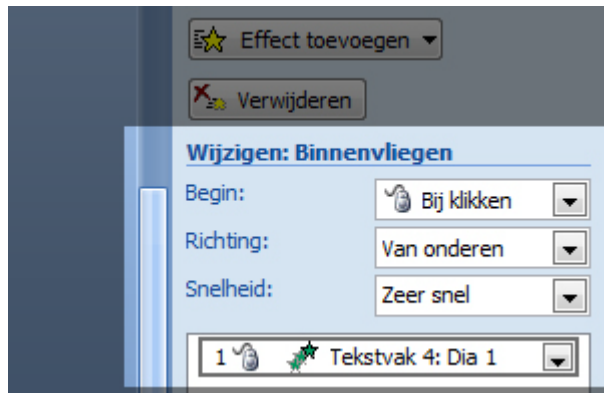 Effect toevoegen
Verwijderen
Wijzigen: Binnenvliegen
Begin: Bij klikken
Richting: Van onderen
Snelheid: Zeer snel
1 Tekstvak 4: Dia 1